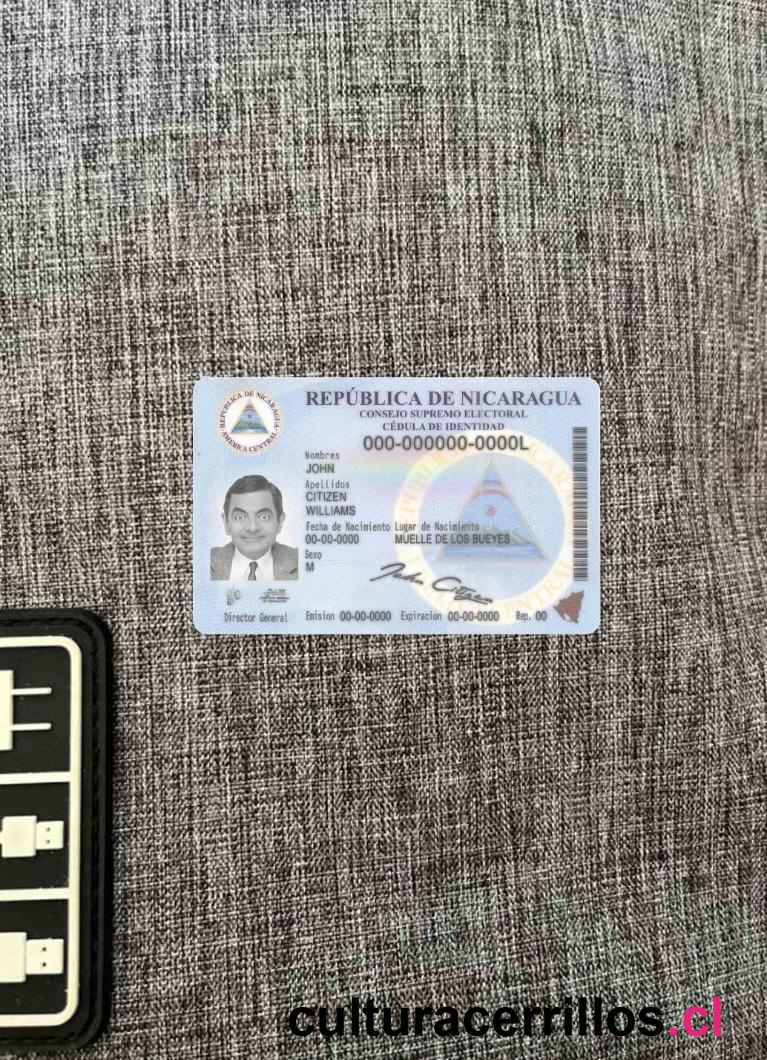 REPÚBLICA DE NICARAGUA
CONSEJO SUPREMO ELECTORAL
CÉDULA DE IDENTIDAD
000-000000-0000L
REPUBLICA DE NICARAGUA
AMERICA CENTRAL
Nombres
JOHN
Apellidos
CITIZEN
WILLIAMS
Fecha de Nacimiento Lugar de Nacimiento
00-00-0000 MUELLE DE LOS BUEYES
Sexo
M
John Citizen
Director General Emision 00-00-0000 Expiracion 00-00-0000 Rep. 00
culturacerrillos.cl